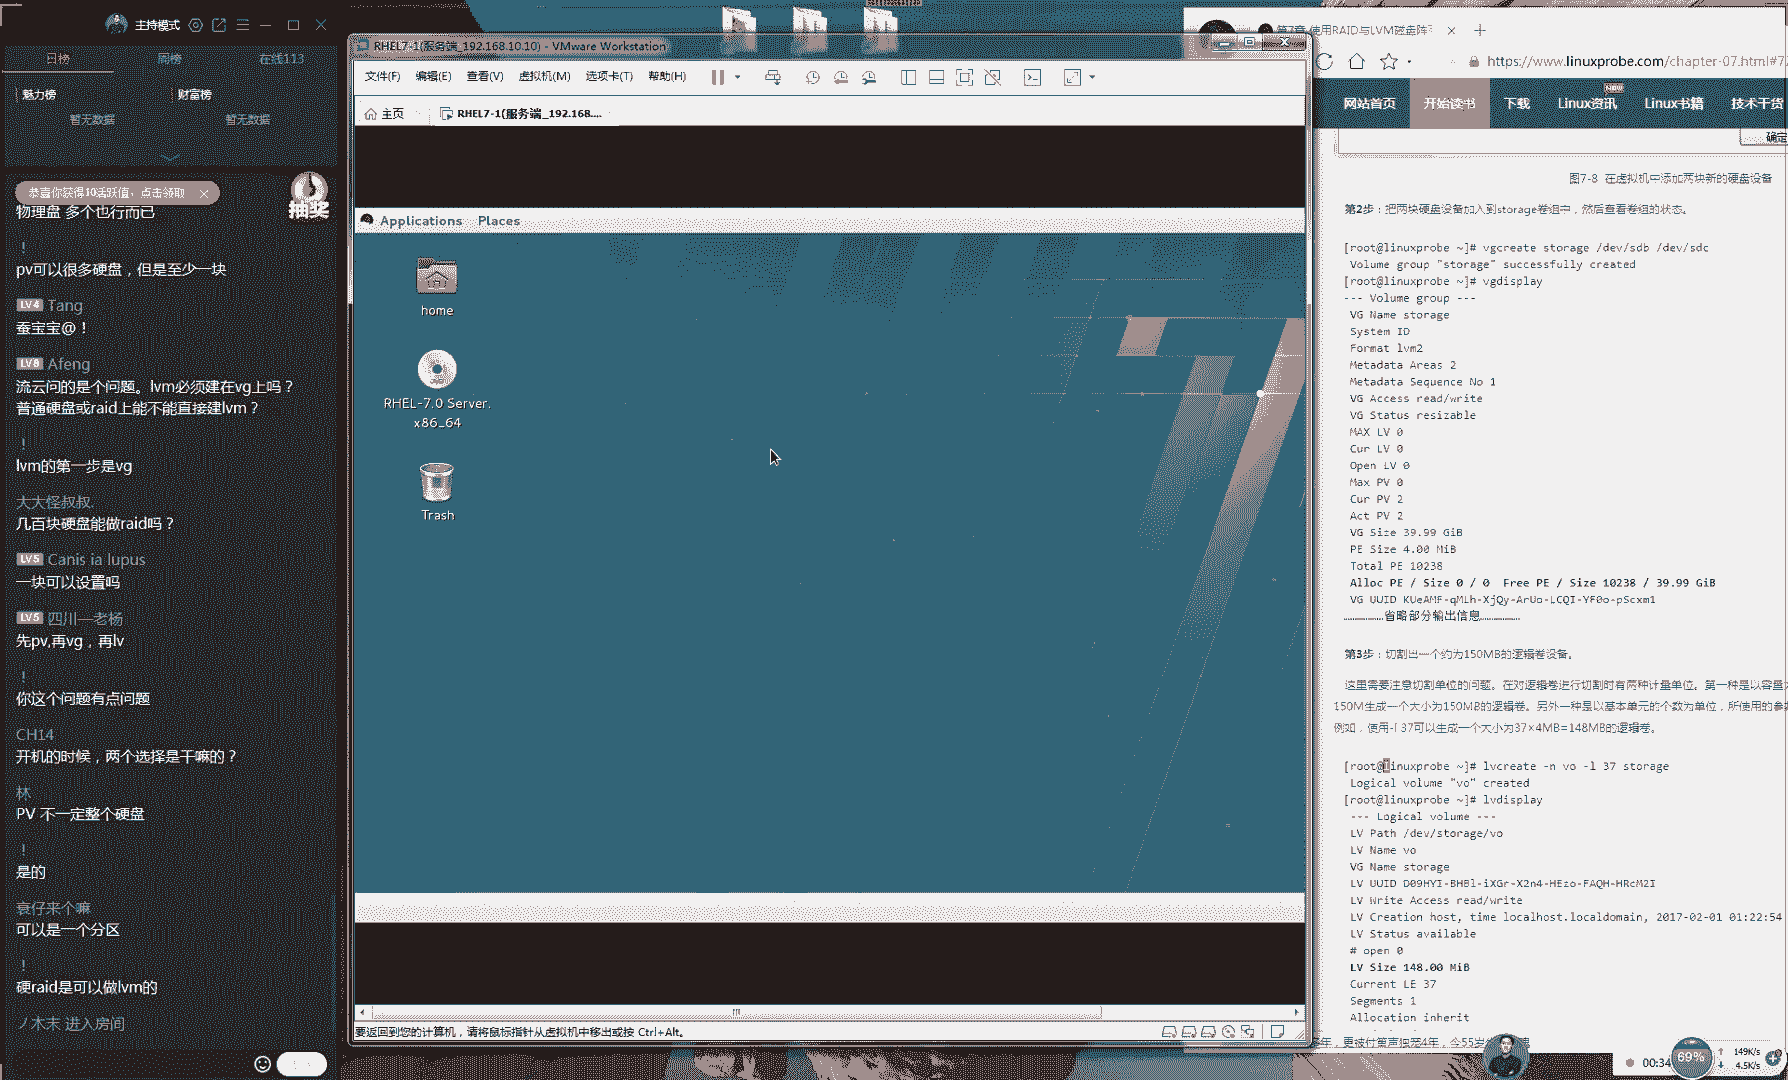 主持模式
日榜 周榜 在线113
魅力榜 财富榜
暂无数据 暂无数据
恭喜你获得10活跃值，点击领取
抽奖
物理盘 多个也行而已
!
pv可以很多硬盘，但是至少一块
LV4 Tang
蚕宝宝@！
LV6 Afeng
流云问的是个问题。lvm必须建在vg上吗？
普通硬盘或raid上能不能直接建lvm？
!
lvm的第一步是vg
大大怪叔叔.
几百块硬盘能做raid吗？
LV5 Canis ia lupus
一块可以设置吗
LV5 四川—老杨
先pv,再vg，再lv
!
你这个问题有点问题
CH14
开机的时候，两个选择是干嘛的？
林
PV 不一定整个硬盘
!
是的
衰仔来个嘛
可以是一个分区
!
硬raid是可以做lvm的
ノ木末 进入房间
RHEL7-1(服务端_192.168.10.10) - VMware Workstation
文件(F) 编辑(E) 查看(V) 虚拟机(M) 选项卡(T) 帮助(H)
主页 RHEL7-1(服务端_192.168....
Applications Places
home
RHEL-7.0 Server.
x86_64
Trash
要返回到您的计算机，请将鼠标指针从虚拟机中移出或按 Ctrl+Alt。
使用RAID与LVM磁盘阵
https://www.linuxprobe.com/chapter-07.html#7
网站首页 开始读书 下载 Linux资讯 NEW Linux书籍 技术干货
确定
图7-8 在虚拟机中添加两块新的硬盘设备
第2步：把两块硬盘设备加入到storage卷组中，然后查看卷组的状态。
[root@linuxprobe ~]# vgcreate storage /dev/sdb /dev/sdc
Volume group "storage" successfully created
[root@linuxprobe ~]# vgdisplay
--- Volume group ---
VG Name storage
System ID
Format lvm2
Metadata Areas 2
Metadata Sequence No 1
VG Access read/write
VG Status resizable
MAX LV 0
Cur LV 0
Open LV 0
Max PV 0
Cur PV 2
Act PV 2
VG Size 39.99 GiB
PE Size 4.00 MiB
Total PE 10238
Alloc PE / Size 0 / 0 Free PE / Size 10238 / 39.99 GiB
VG UUID KUeAMF-qMLh-XjQy-ArUo-LCQI-YF0o-pScxm1
………………省略部分输出信息………………
第3步：切割出一个约为150MB的逻辑卷设备。
这里需要注意切割单位的问题。在对逻辑卷进行切割时有两种计量单位。第一种是以容量
150M生成一个大小为150MB的逻辑卷。另外一种是以基本单元的个数为单位，所使用的参
例如，使用-l 37可以生成一个大小为37×4MB=148MB的逻辑卷。
[root@linuxprobe ~]# lvcreate -n vo -l 37 storage
Logical volume "vo" created
[root@linuxprobe ~]# lvdisplay
--- Logical volume ---
LV Path /dev/storage/vo
LV Name vo
VG Name storage
LV UUID D09HYI-BHBl-iXGr-X2n4-HEzo-FAQH-HRcM2I
LV Write Access read/write
LV Creation host, time localhost.localdomain, 2017-02-01 01:22:54
LV Status available
# open 0
LV Size 148.00 MiB
Current LE 37
Segments 1
Allocation inherit
00:34
69%
149K/s
4.5K/s